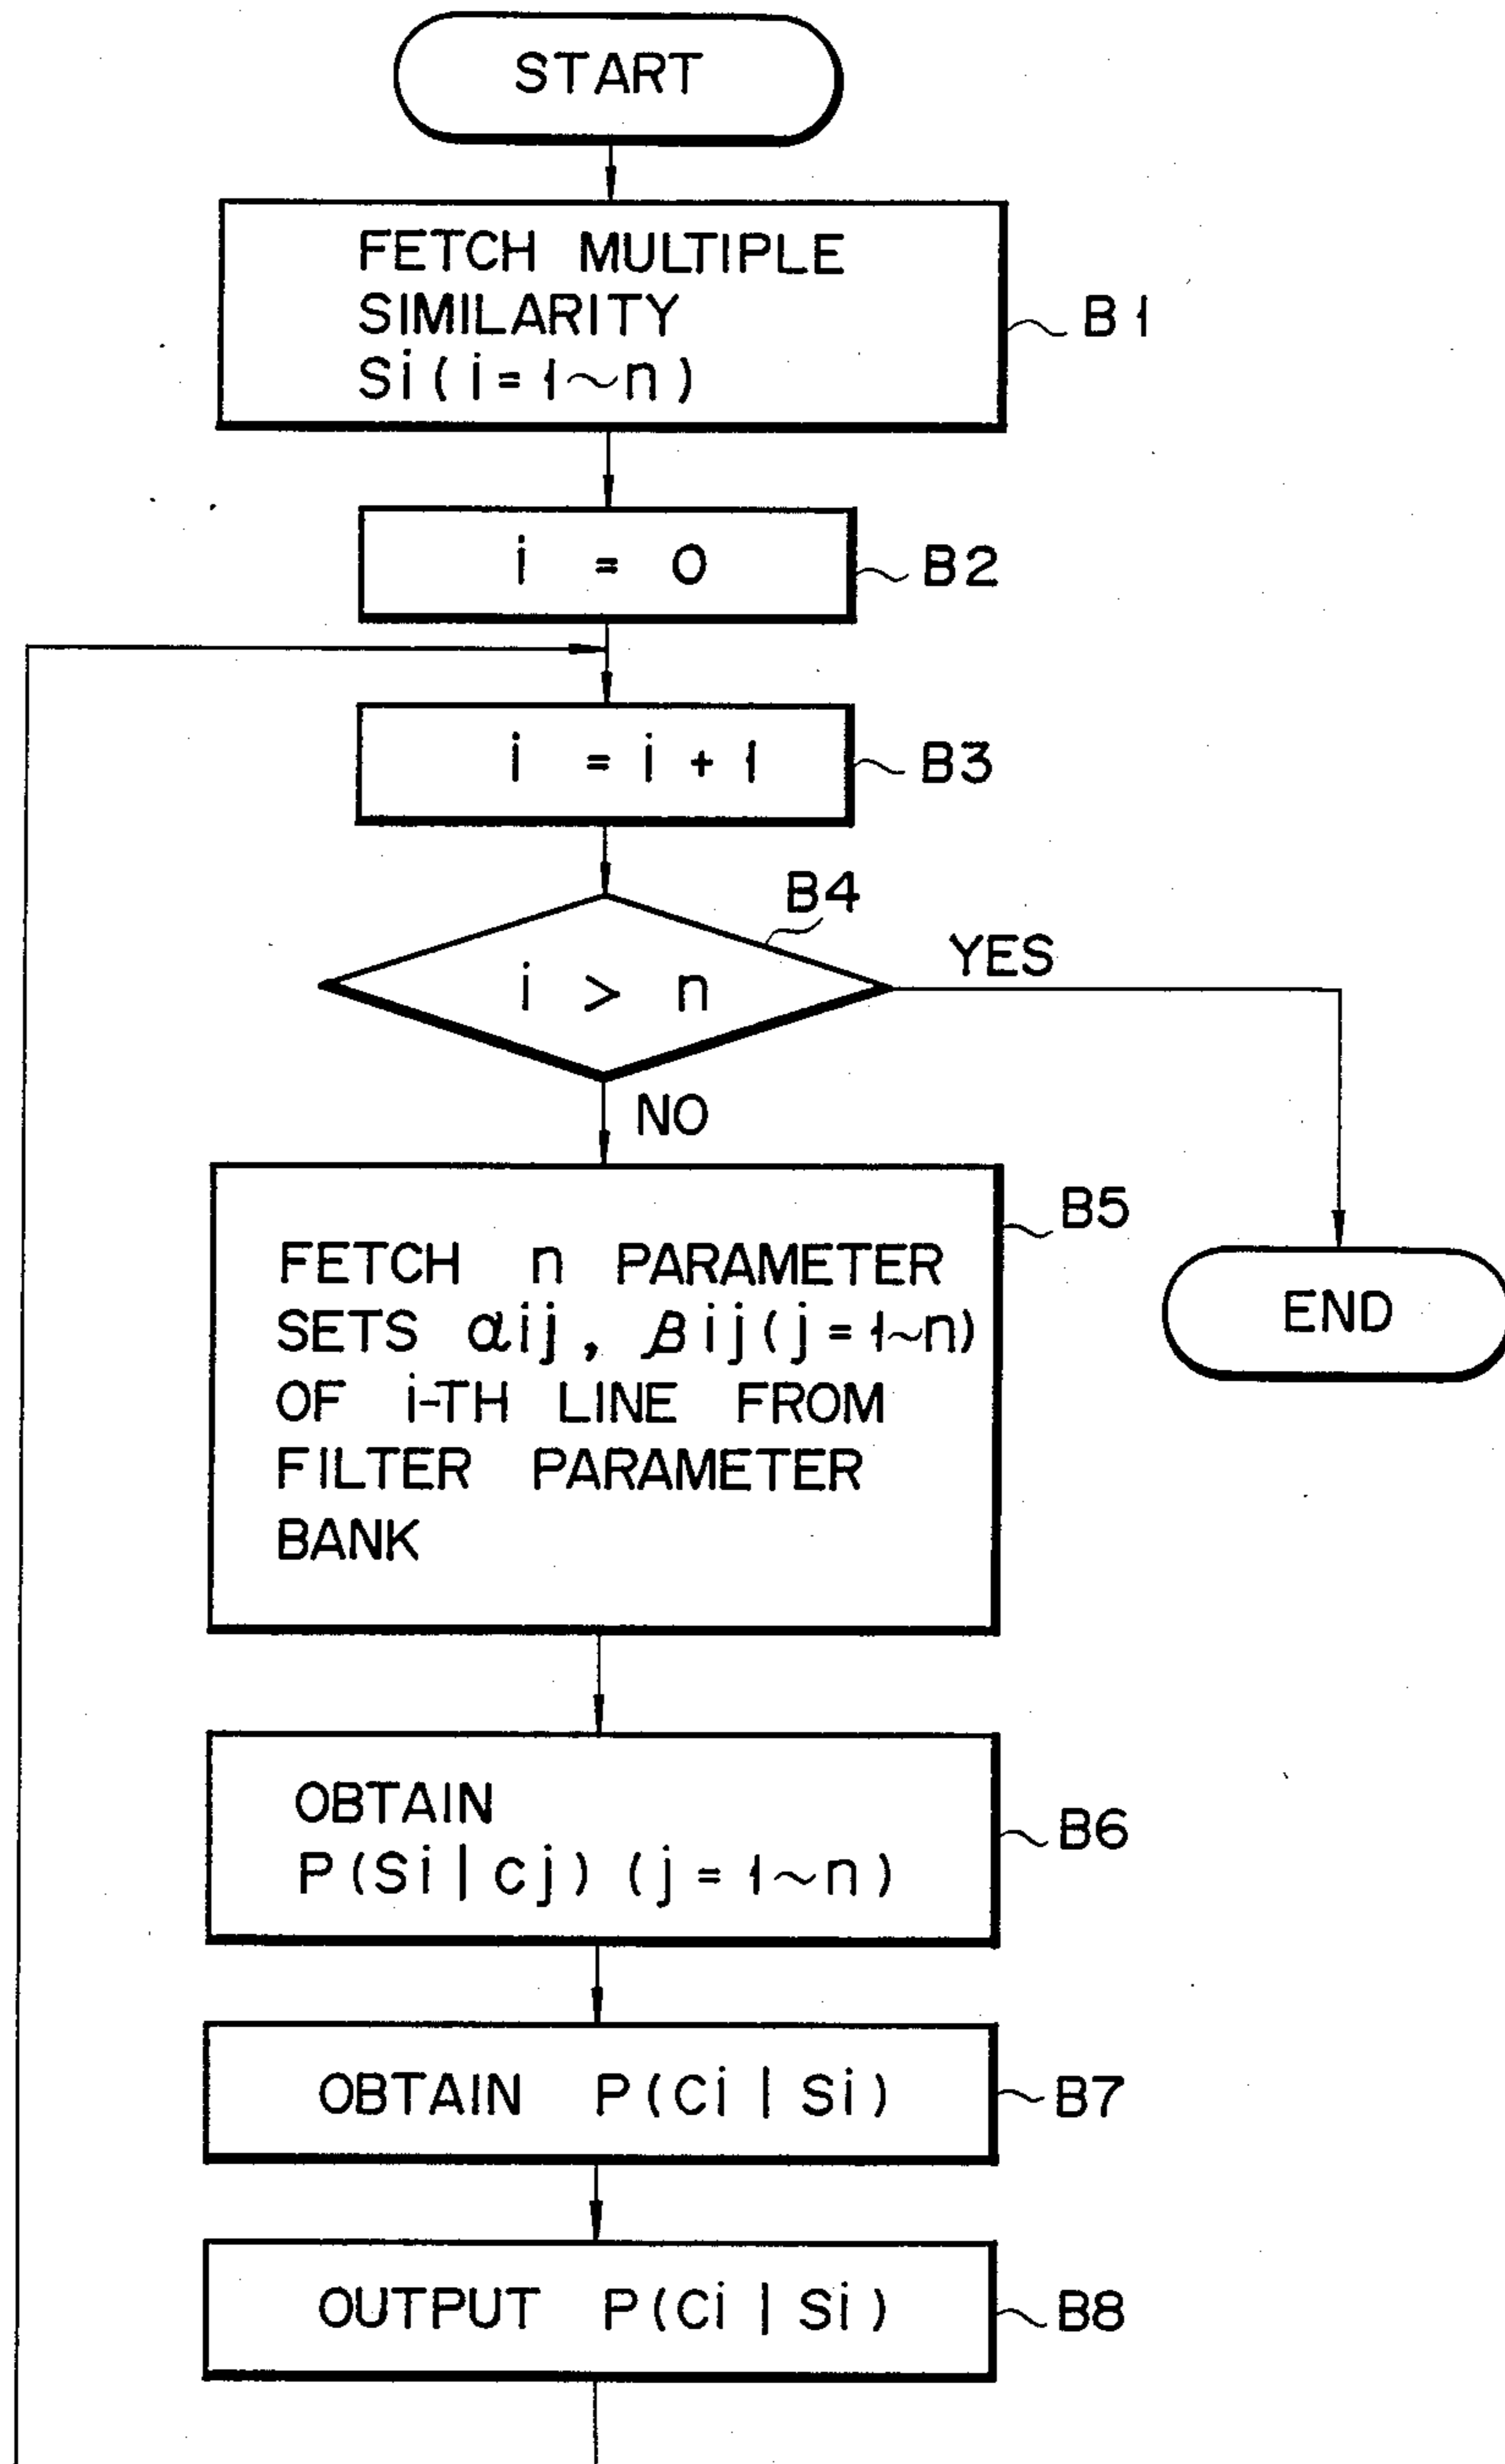 START
FETCH MULTIPLE
SIMILARITY
Si(i=1~n)
B1
i = 0
B2
i = i + 1
B3
B4
i > n
YES
NO
FETCH n PARAMETER
SETS αij, βij(j=1~n)
OF i-TH LINE FROM
FILTER PARAMETER
BANK
B5
END
OBTAIN
P(Si|cj) (j=1~n)
B6
OBTAIN P(Ci|Si)
B7
OUTPUT P(Ci|Si)
B8